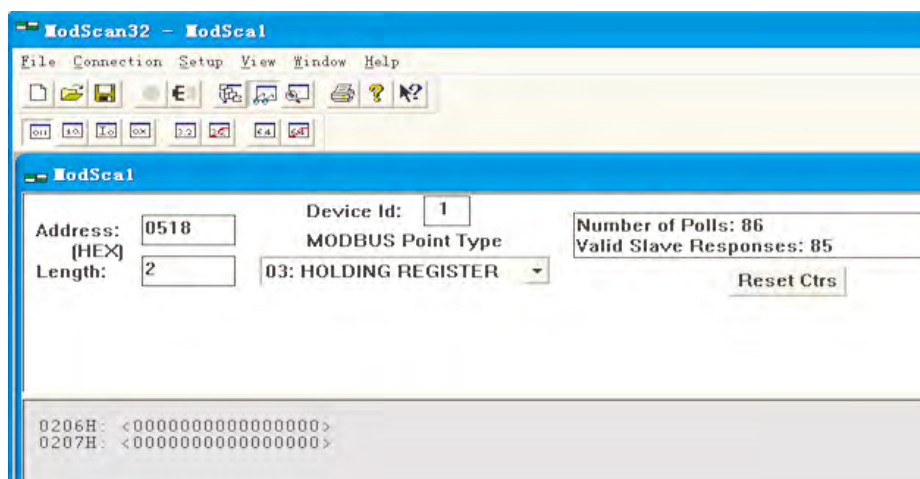 ModScan32 - ModSca1
File Connection Setup View Window Help
ModSca1
Address: 0518
(HEX)
Length: 2
Device Id: 1
MODBUS Point Type
03: HOLDING REGISTER
Number of Polls: 86
Valid Slave Responses: 85
Reset Ctrs
0206H: <0000000000000000>
0207H: <0000000000000000>